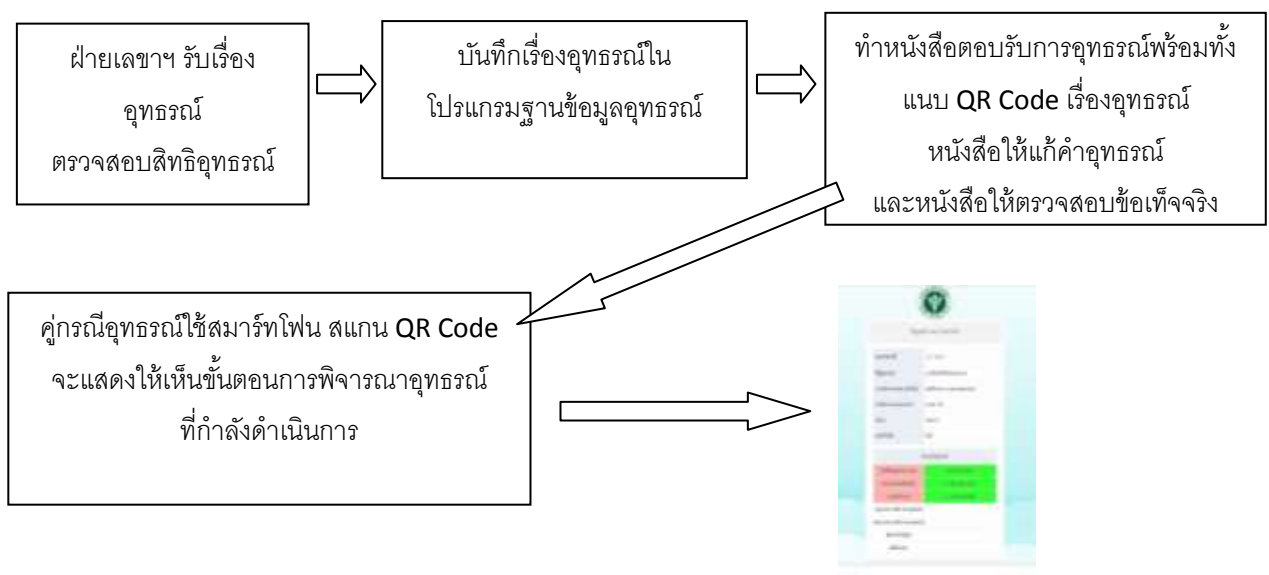 ฝ่ายเลขาฯ รับเรื่อง
อุทธรณ์
ตรวจสอบสิทธิอุทธรณ์
บันทึกเรื่องอุทธรณ์ใน
โปรแกรมฐานข้อมูลอุทธรณ์
ทำหนังสือตอบรับการอุทธรณ์พร้อมทั้ง
แนบ QR Code เรื่องอุทธรณ์
หนังสือให้แก้คำอุทธรณ์
และหนังสือให้ตรวจสอบข้อเท็จจริง
คู่กรณีอุทธรณ์ใช้สมาร์ทโฟน สแกน QR Code
จะแสดงให้เห็นขั้นตอนการพิจารณาอุทธรณ์
ที่กำลังดำเนินการ